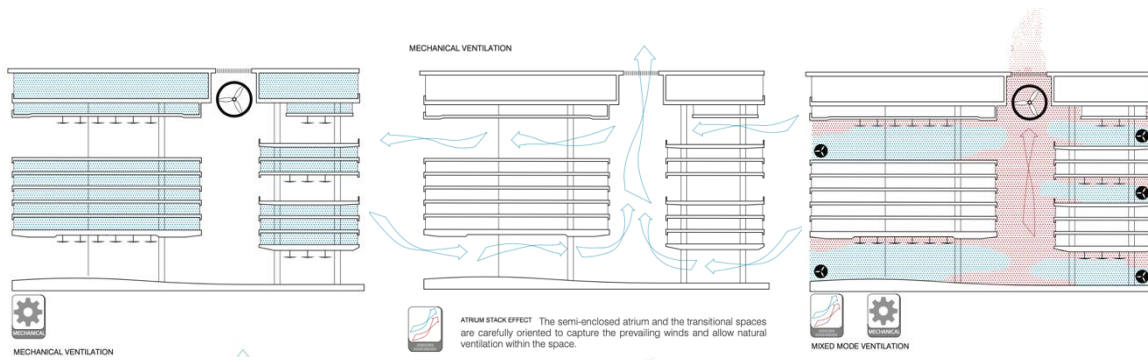 MECHANICAL
MECHANICAL VENTILATION
MECHANICAL VENTILATION
ATRIUM STACK EFFECT The semi-enclosed atrium and the transitional spaces
are carefully oriented to capture the prevailing winds and allow natural
ventilation within the space.
MECHANICAL
MIXED MODE VENTILATION